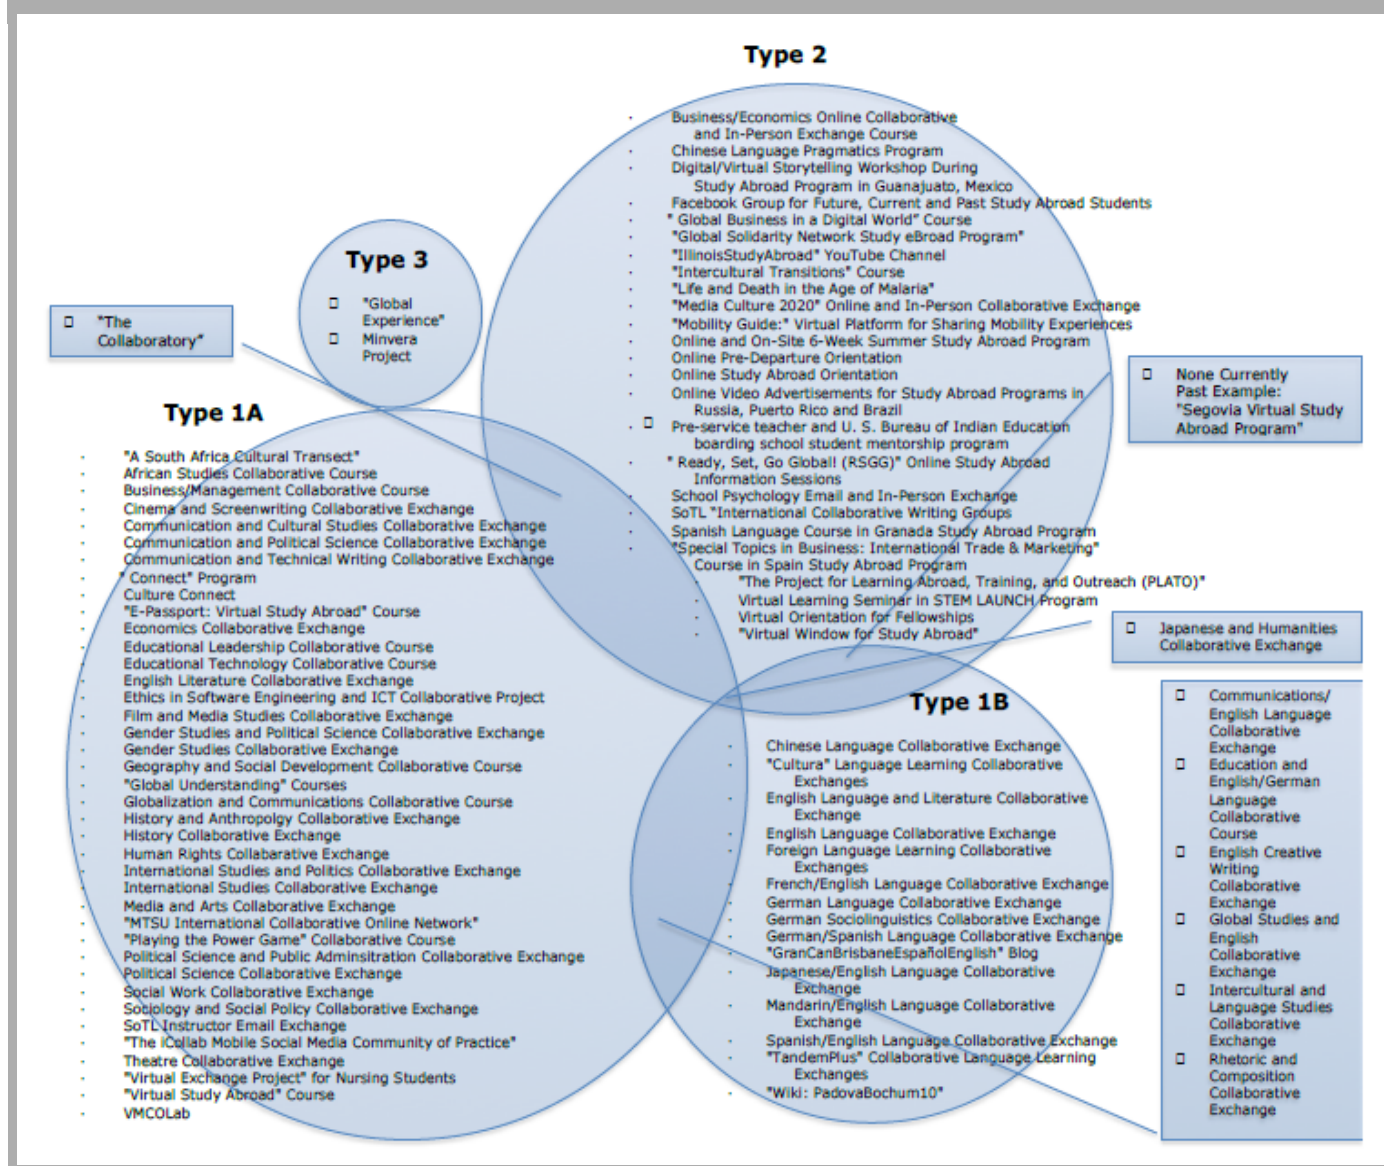 Type 2
Business/Economics Online Collaborative
and In-Person Exchange Course
Chinese Language Pragmatics Program
Digital/Virtual Storytelling Workshop During
Study Abroad Program in Guanajuato, Mexico
Facebook Group for Future, Current and Past Study Abroad Students
" Global Business in a Digital World" Course
"Global Solidarity Network Study eBroad Program"
"IllinoisStudyAbroad" YouTube Channel
"Intercultural Transitions" Course
"Life and Death in the Age of Malaria"
"Media Culture 2020" Online and In-Person Collaborative Exchange
"Mobility Guide:" Virtual Platform for Sharing Mobility Experiences
Online and On-Site 6-Week Summer Study Abroad Program
Online Pre-Departure Orientation
Online Study Abroad Orientation
Online Video Advertisements for Study Abroad Programs in
Russia, Puerto Rico and Brazil
Pre-service teacher and U. S. Bureau of Indian Education
boarding school student mentorship program
" Ready, Set, Go Global! (RSGG)" Online Study Abroad
Information Sessions
School Psychology Email and In-Person Exchange
SoTL "International Collaborative Writing Groups
Spanish Language Course in Granada Study Abroad Program
"Special Topics in Business: International Trade & Marketing"
Course in Spain Study Abroad Program
"The Project for Learning Abroad, Training, and Outreach (PLATO)"
Virtual Learning Seminar in STEM LAUNCH Program
Virtual Orientation for Fellowships
"Virtual Window for Study Abroad"
Type 3
"Global
Experience"
Minvera
Project
"The
Collaboratory"
None Currently
Past Example:
"Segovia Virtual Study
Abroad Program"
Type 1A
"A South Africa Cultural Transect"
African Studies Collaborative Course
Business/Management Collaborative Course
Cinema and Screenwriting Collaborative Exchange
Communication and Cultural Studies Collaborative Exchange
Communication and Political Science Collaborative Exchange
Communication and Technical Writing Collaborative Exchange
" Connect" Program
Culture Connect
"E-Passport: Virtual Study Abroad" Course
Economics Collaborative Exchange
Educational Leadership Collaborative Course
Educational Technology Collaborative Course
English Literature Collaborative Exchange
Ethics in Software Engineering and ICT Collaborative Project
Film and Media Studies Collaborative Exchange
Gender Studies and Political Science Collaborative Exchange
Gender Studies Collaborative Exchange
Geography and Social Development Collaborative Course
"Global Understanding" Courses
Globalization and Communications Collaborative Course
History and Anthropolgy Collaborative Exchange
History Collaborative Exchange
Human Rights Collabarative Exchange
International Studies and Politics Collaborative Exchange
International Studies Collaborative Exchange
Media and Arts Collaborative Exchange
"MTSU International Collaborative Online Network"
"Playing the Power Game" Collaborative Course
Political Science and Public Adminsitration Collaborative Exchange
Political Science Collaborative Exchange
Social Work Collaborative Exchange
Sociology and Social Policy Collaborative Exchange
SoTL Instructor Email Exchange
"The iCollab Mobile Social Media Community of Practice"
Theatre Collaborative Exchange
"Virtual Exchange Project" for Nursing Students
"Virtual Study Abroad" Course
VMCOLab
Japanese and Humanities
Collaborative Exchange
Type 1B
Chinese Language Collaborative Exchange
"Cultura" Language Learning Collaborative
Exchanges
English Language and Literature Collaborative
Exchange
English Language Collaborative Exchange
Foreign Language Learning Collaborative
Exchanges
French/English Language Collaborative Exchange
German Language Collaborative Exchange
German Sociolinguistics Collaborative Exchange
German/Spanish Language Collaborative Exchange
"GranCanBrisbaneEspañolEnglish" Blog
Japanese/English Language Collaborative
Exchange
Mandarin/English Language Collaborative
Exchange
Spanish/English Language Collaborative Exchange
"TandemPlus" Collaborative Language Learning
Exchanges
"Wiki: PadovaBochum10"
Communications/
English Language
Collaborative
Exchange
Education and
English/German
Language
Collaborative
Course
English Creative
Writing
Collaborative
Exchange
Global Studies and
English
Collaborative
Exchange
Intercultural and
Language Studies
Collaborative
Exchange
Rhetoric and
Composition
Collaborative
Exchange